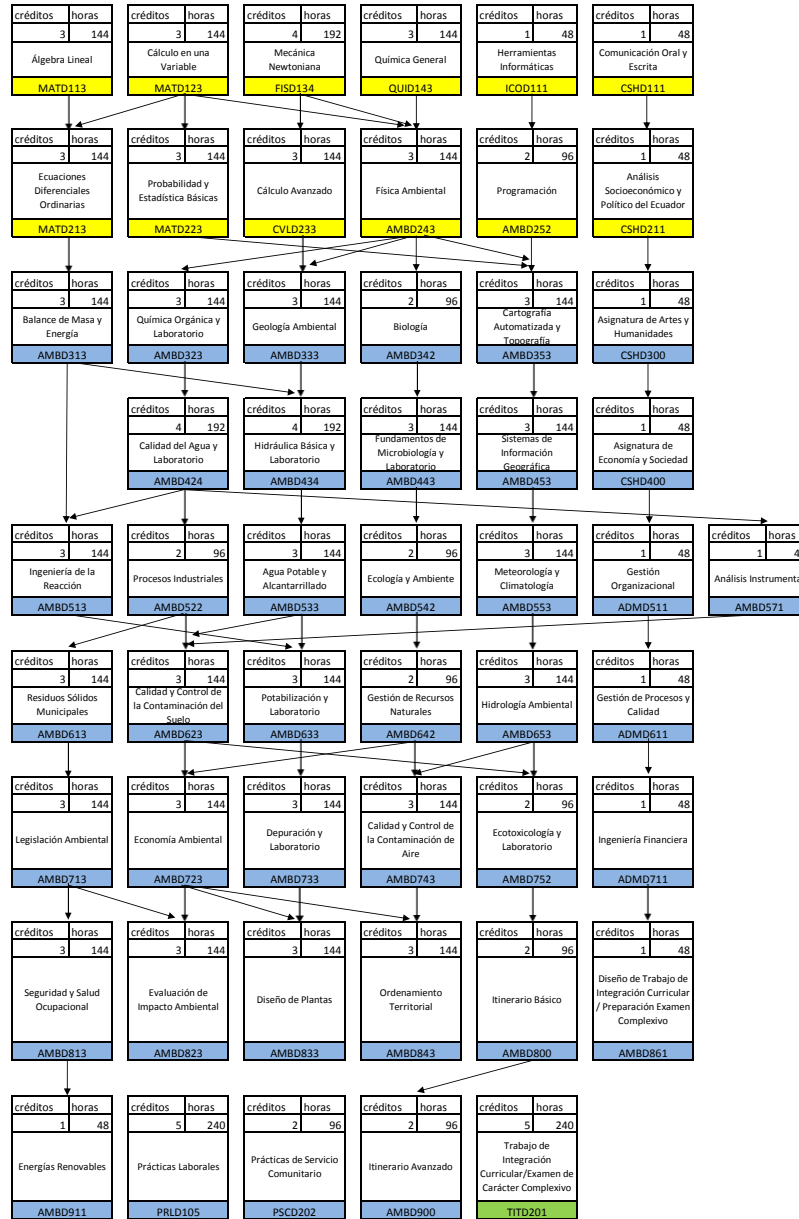 créditos horas créditos horas créditos horas créditos horas créditos horas créditos horas
3 144 3 144 4 192 3 144 1 48 1 48
Álgebra Lineal
Cálculo en una
Variable
Mecánica
Newtoniana
Química General
Herramientas
Informáticas
Comunicación Oral y
Escrita
MATD113 MATD123 FISD134 QUID143 ICOD111 CSHD111
créditos horas créditos horas créditos horas créditos horas créditos horas créditos horas
3 144 3 144 3 144 3 144 2 96 1 48
Ecuaciones
Diferenciales
Ordinarias
Probabilidad y
Estadística Básicas
Cálculo Avanzado
Física Ambiental
Programación
Análisis
Socioeconómico y
Político del Ecuador
MATD213 MATD223 CVLD233 AMBD243 AMBD252 CSHD211
créditos horas créditos horas créditos horas créditos horas créditos horas créditos horas
3 144 3 144 3 144 2 96 3 144 1 48
Balance de Masa y
Energía
Química Orgánica y
Laboratorio
Geología Ambiental
Biología
Cartografía
Automatizada y
Topografía
Asignatura de Artes y
Humanidades
AMBD313 AMBD323 AMBD333 AMBD342 AMBD353 CSHD300
créditos horas créditos horas créditos horas créditos horas créditos horas
4 192 4 192 3 144 3 144 1 48
Calidad del Agua y
Laboratorio
Hidráulica Básica y
Laboratorio
Fundamentos de
Microbiología y
Laboratorio
Sistemas de
Información
Geográfica
Asignatura de
Economía y Sociedad
AMBD424 AMBD434 AMBD443 AMBD453 CSHD400
créditos horas créditos horas créditos horas créditos horas créditos horas créditos horas créditos horas
3 144 2 96 3 144 2 96 3 144 1 48 1 4
Ingeniería de la
Reacción
Procesos Industriales
Agua Potable y
Alcantarrillado
Ecología y Ambiente
Meteorología y
Climatología
Gestión
Organizacional
Análisis Instrumenta
AMBD513 AMBD522 AMBD533 AMBD542 AMBD553 ADMD511 AMBD571
créditos horas créditos horas créditos horas créditos horas créditos horas créditos horas
3 144 3 144 3 144 2 96 3 144 1 48
Residuos Sólidos
Municipales
Calidad y Control de
la Contaminación del
Suelo
Potabilización y
Laboratorio
Gestión de Recursos
Naturales
Hidrología Ambiental
Gestión de Procesos y
Calidad
AMBD613 AMBD623 AMBD633 AMBD642 AMBD653 ADMD611
créditos horas créditos horas créditos horas créditos horas créditos horas créditos horas
3 144 3 144 3 144 3 144 2 96 1 48
Legislación Ambiental
Economía Ambiental
Depuración y
Laboratorio
Calidad y Control de
la Contaminación de
Aire
Ecotoxicología y
Laboratorio
Ingeniería Financiera
AMBD713 AMBD723 AMBD733 AMBD743 AMBD752 ADMD711
créditos horas créditos horas créditos horas créditos horas créditos horas créditos horas
3 144 3 144 3 144 3 144 2 96 1 48
Seguridad y Salud
Ocupacional
Evaluación de
Impacto Ambiental
Diseño de Plantas
Ordenamiento
Territorial
Itinerario Básico
Diseño de Trabajo de
Integración Curricular
/ Preparación Examen
Complexivo
AMBD813 AMBD823 AMBD833 AMBD843 AMBD800 AMBD861
créditos horas créditos horas créditos horas créditos horas créditos horas
1 48 5 240 2 96 2 96 5 240
Energías Renovables
Prácticas Laborales
Prácticas de Servicio
Comunitario
Itinerario Avanzado
Trabajo de
Integración
Curricular/Examen de
Carácter Complexivo
AMBD911 PRLD105 PSCD202 AMBD900 TITD201